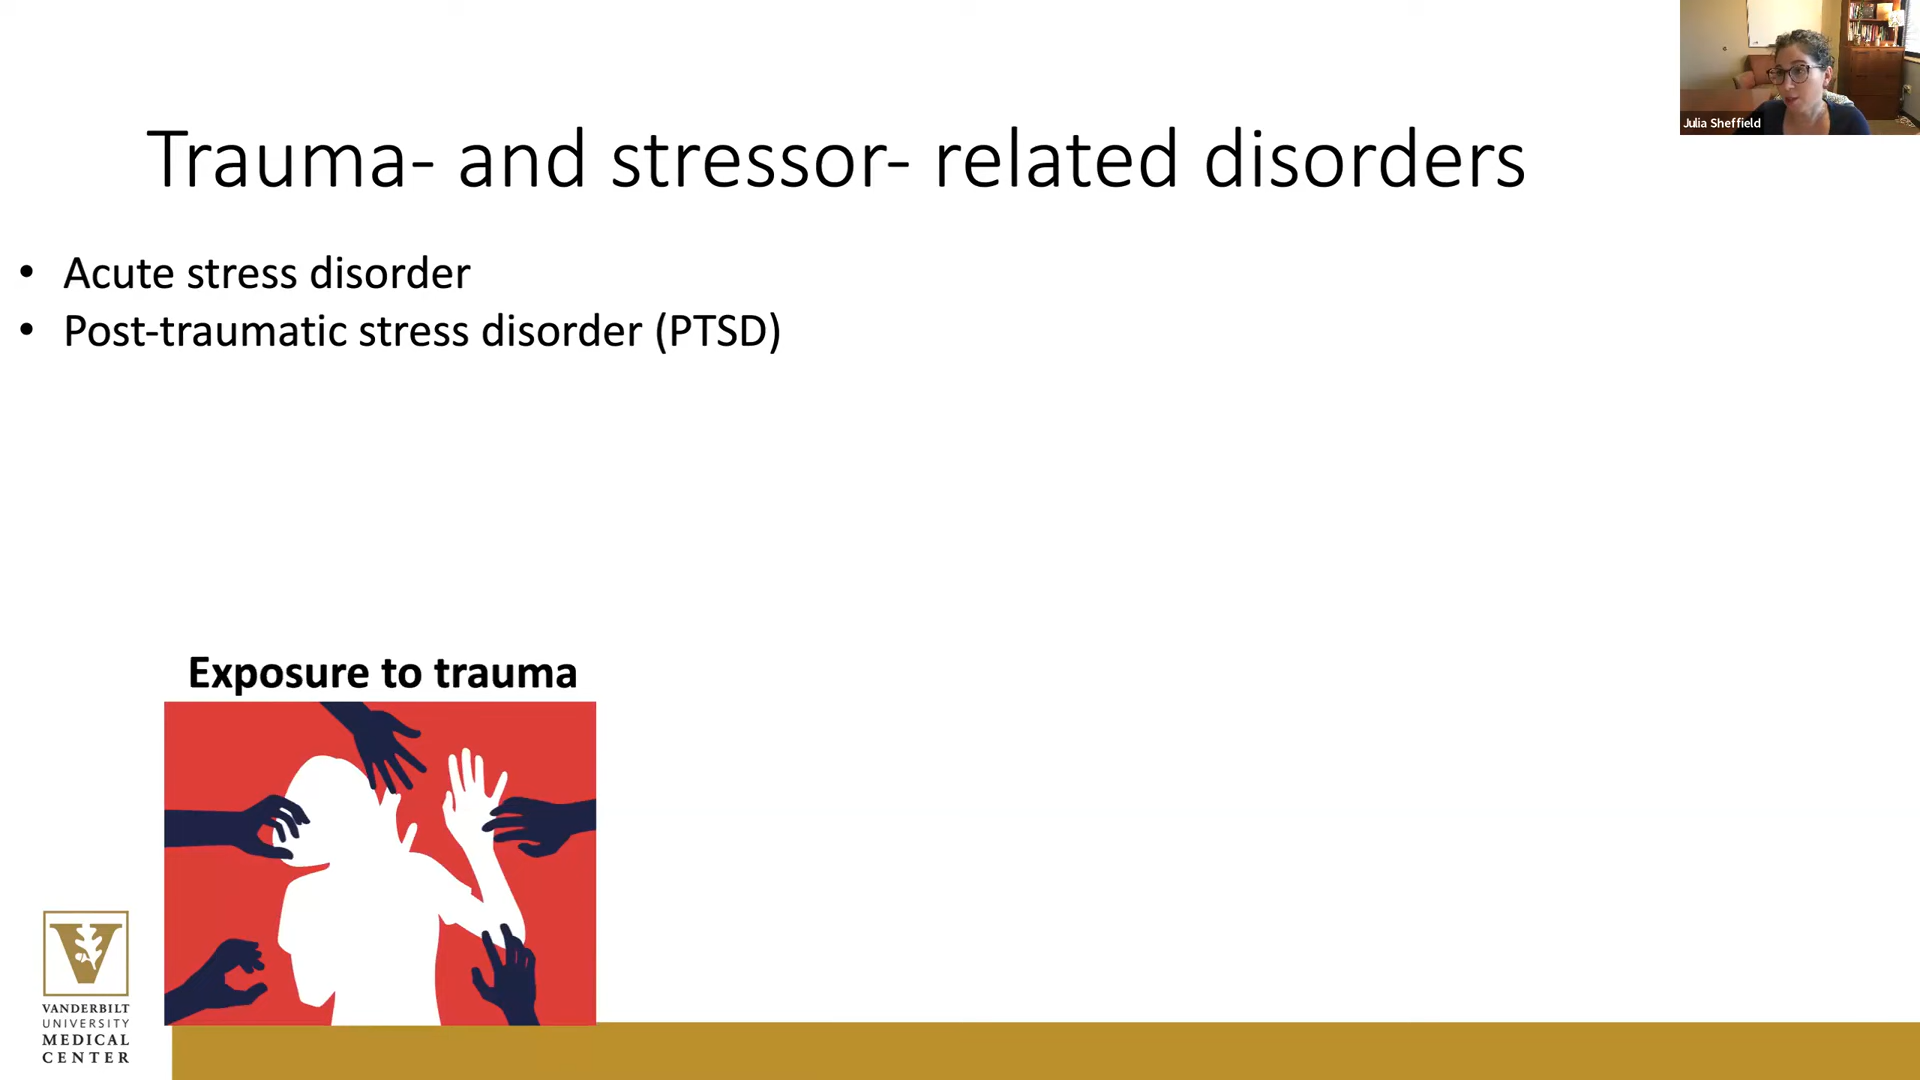 Julia Sheffield
Trauma- and stressor- related disorders
• Acute stress disorder
• Post-traumatic stress disorder (PTSD)
Exposure to trauma
V
VANDERBILT
UNIVERSITY
MEDICAL
CENTER